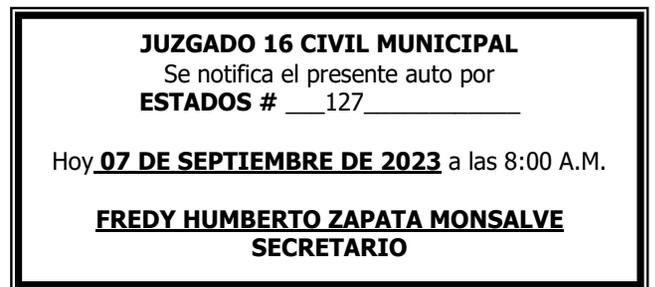 JUZGADO 16 CIVIL MUNICIPAL
Se notifica el presente auto por
ESTADOS # ___127____________
Hoy 07 DE SEPTIEMBRE DE 2023 a las 8:00 A.M.
FREDY HUMBERTO ZAPATA MONSALVE
SECRETARIO